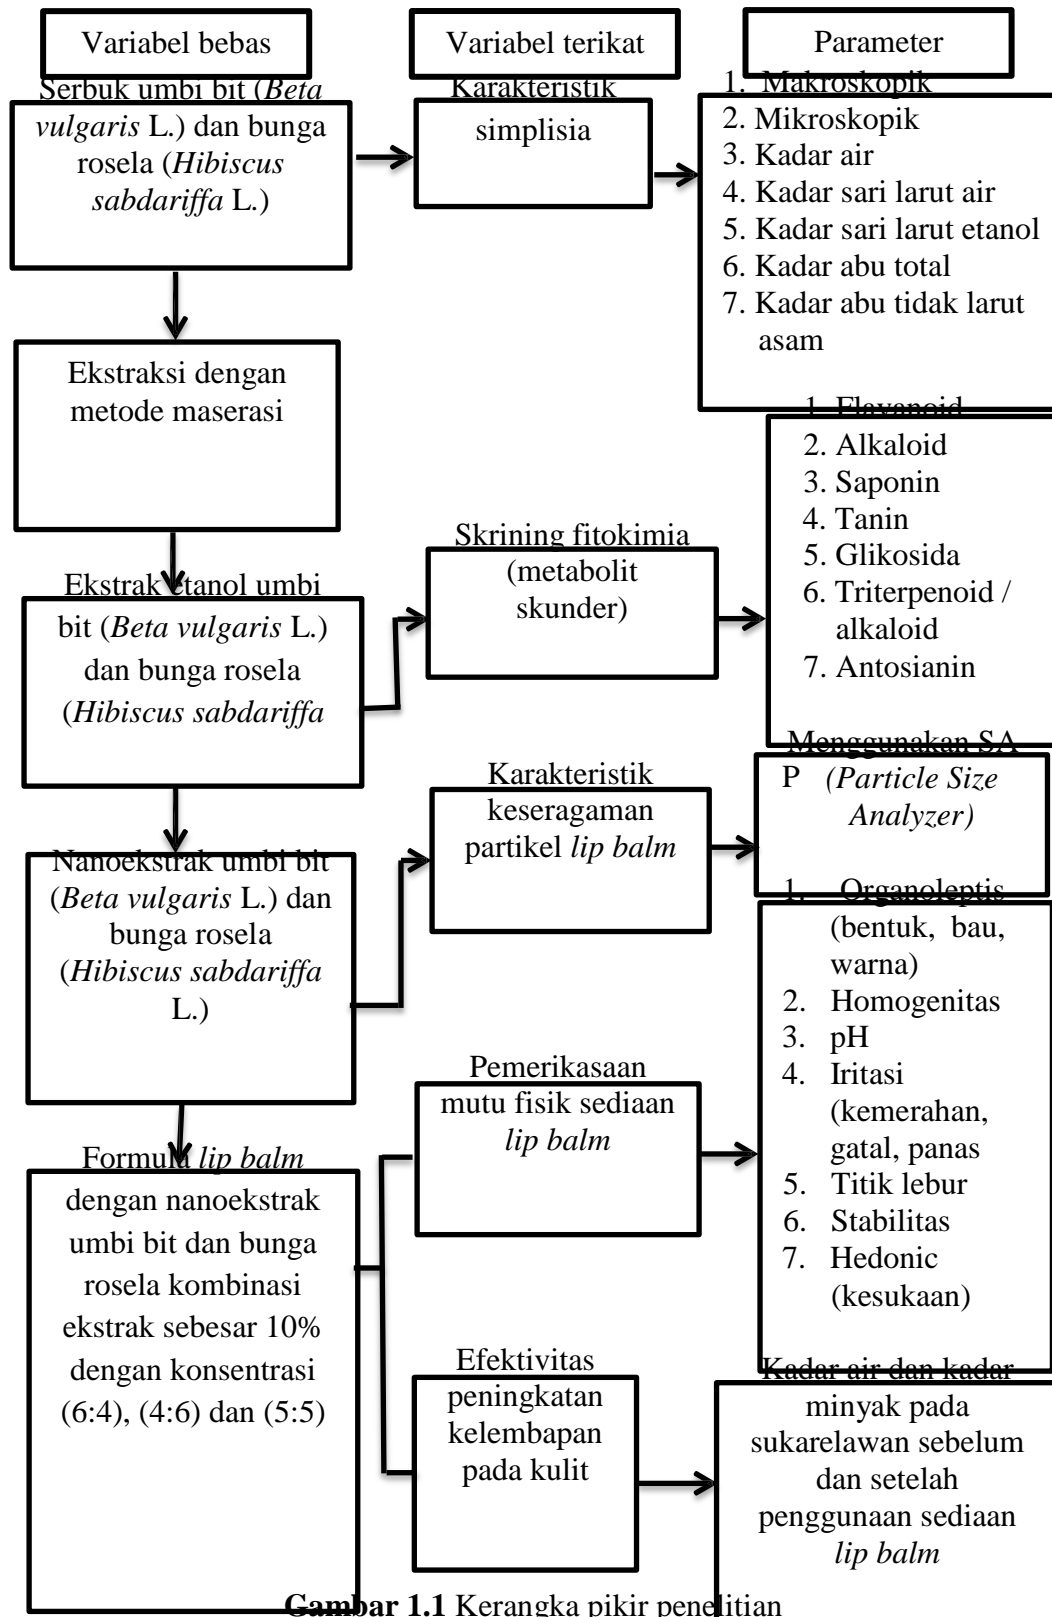 Variabel bebas
Variabel terikat
Parameter
Serbuk umbi bit (Beta
vulgaris L.) dan bunga
rosela (Hibiscus
sabdariffa L.)
Karakteristik
simplisia
1. Makroskopik
2. Mikroskopik
3. Kadar air
4. Kadar sari larut air
5. Kadar sari larut etanol
6. Kadar abu total
7. Kadar abu tidak larut
asam
Ekstraksi dengan
metode maserasi
Ekstrak etanol umbi
bit (Beta vulgaris L.)
dan bunga rosela
(Hibiscus sabdariffa
Skrining fitokimia
(metabolit
skunder)
1. Flavanoid
2. Alkaloid
3. Saponin
4. Tanin
5. Glikosida
6. Triterpenoid /
alkaloid
7. Antosianin
Nanoekstrak umbi bit
(Beta vulgaris L.) dan
bunga rosela
(Hibiscus sabdariffa
L.)
Karakteristik
keseragaman
partikel lip balm
Menggunakan SA
P (Particle Size
Analyzer)
Formula lip balm
dengan nanoekstrak
umbi bit dan bunga
rosela kombinasi
ekstrak sebesar 10%
dengan konsentrasi
(6:4), (4:6) dan (5:5)
Pemerikasaan
mutu fisik sediaan
lip balm
1. Organoleptis
(bentuk, bau,
warna)
2. Homogenitas
3. pH
4. Iritasi
(kemerahan,
gatal, panas
5. Titik lebur
6. Stabilitas
7. Hedonic
(kesukaan)
Efektivitas
peningkatan
kelembapan
pada kulit
Kadar air dan kadar
minyak pada
sukarelawan sebelum
dan setelah
penggunaan sediaan
lip balm
Gambar 1.1 Kerangka pikir penelitian